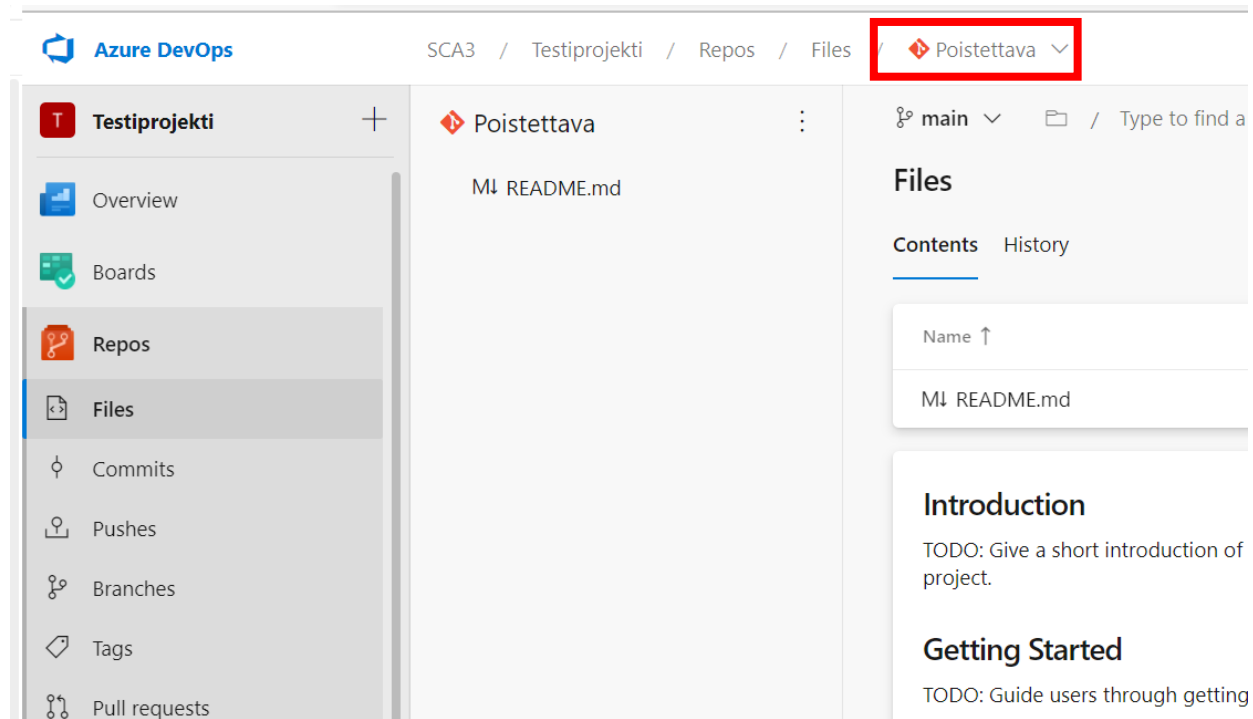 Azure DevOps
SCA3 / Testiprojekti / Repos / Files / Poistettava
T Testiprojekti
Overview
Boards
Repos
Files
Commits
Pushes
Branches
Tags
Pull requests
Poistettava
M↓ README.md
main / Type to find a
Files
Contents History
Name ↑
M↓ README.md
Introduction
TODO: Give a short introduction of
project.
Getting Started
TODO: Guide users through getting